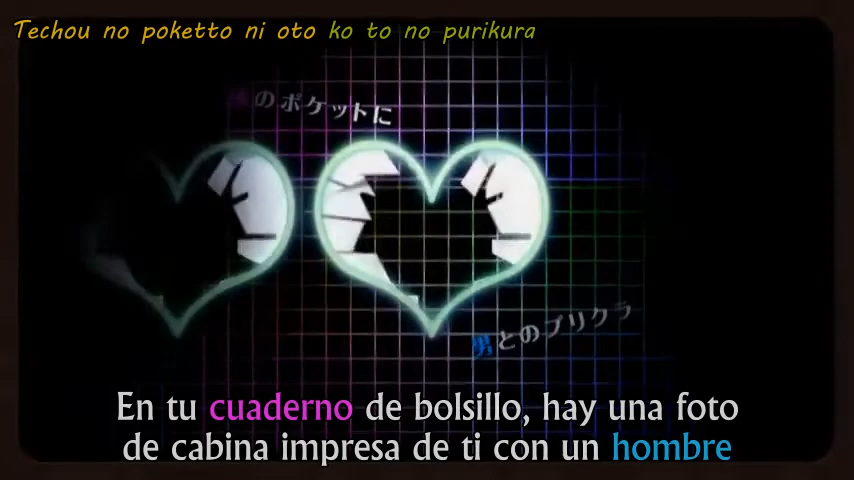 Techou no poketto ni oto ko to no purikura
のポケットに
男とのプリクラ
En tu cuaderno de bolsillo, hay una foto
de cabina impresa de ti con un hombre